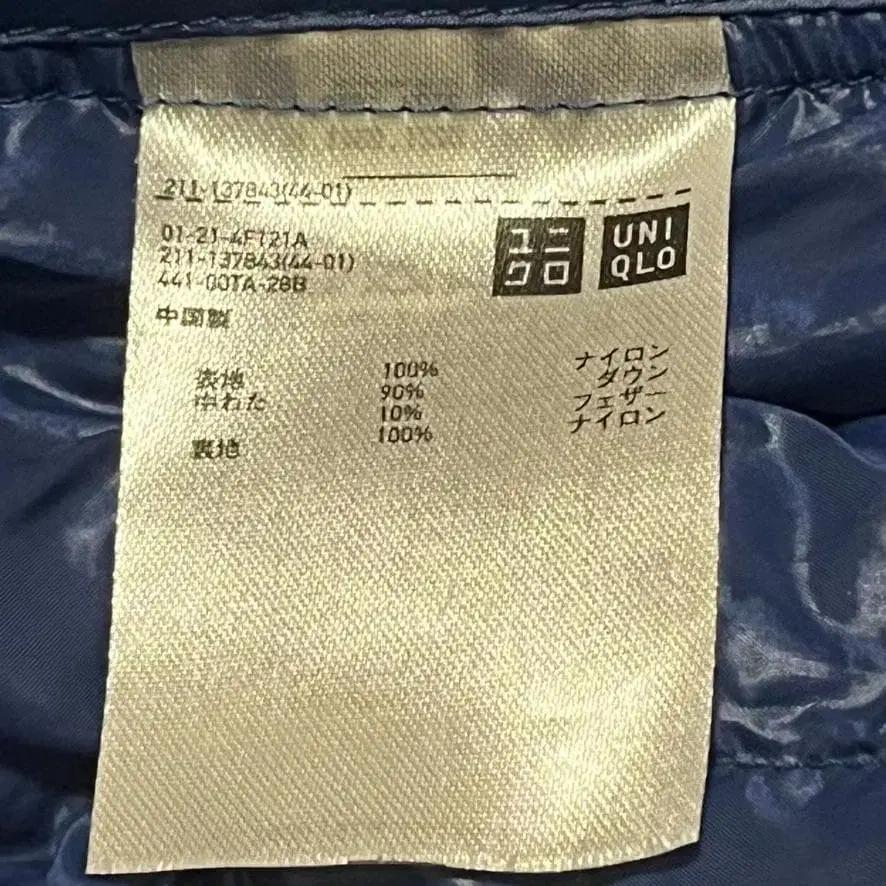 211-137843(44-01)
ユニ クロ
UNI QLO
01-21-4F121A
211-137843(44-01)
441-00TA-28B
中国製
表地 100% ナイロン
中わた 90% ダウン
10% フェザー
裏地 100% ナイロン